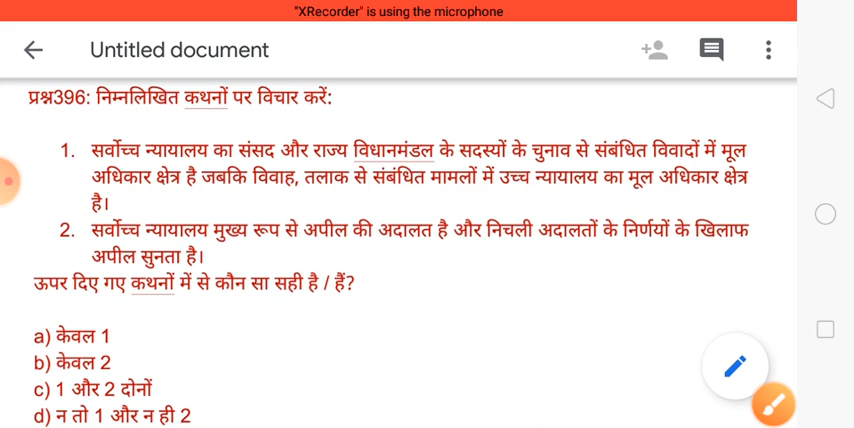 "XRecorder" is using the microphone
Untitled document
प्रश्न396: निम्नलिखित कथनों पर विचार करें:
1. सर्वोच्च न्यायालय का संसद और राज्य विधानमंडल के सदस्यों के चुनाव से संबंधित विवादों में मूल
अधिकार क्षेत्र है जबकि विवाह, तलाक से संबंधित मामलों में उच्च न्यायालय का मूल अधिकार क्षेत्र
है।
2. सर्वोच्च न्यायालय मुख्य रूप से अपील की अदालत है और निचली अदालतों के निर्णयों के खिलाफ
अपील सुनता है।
ऊपर दिए गए कथनों में से कौन सा सही है / हैं?
a) केवल 1
b) केवल 2
c) 1 और 2 दोनों
d) न तो 1 और न ही 2